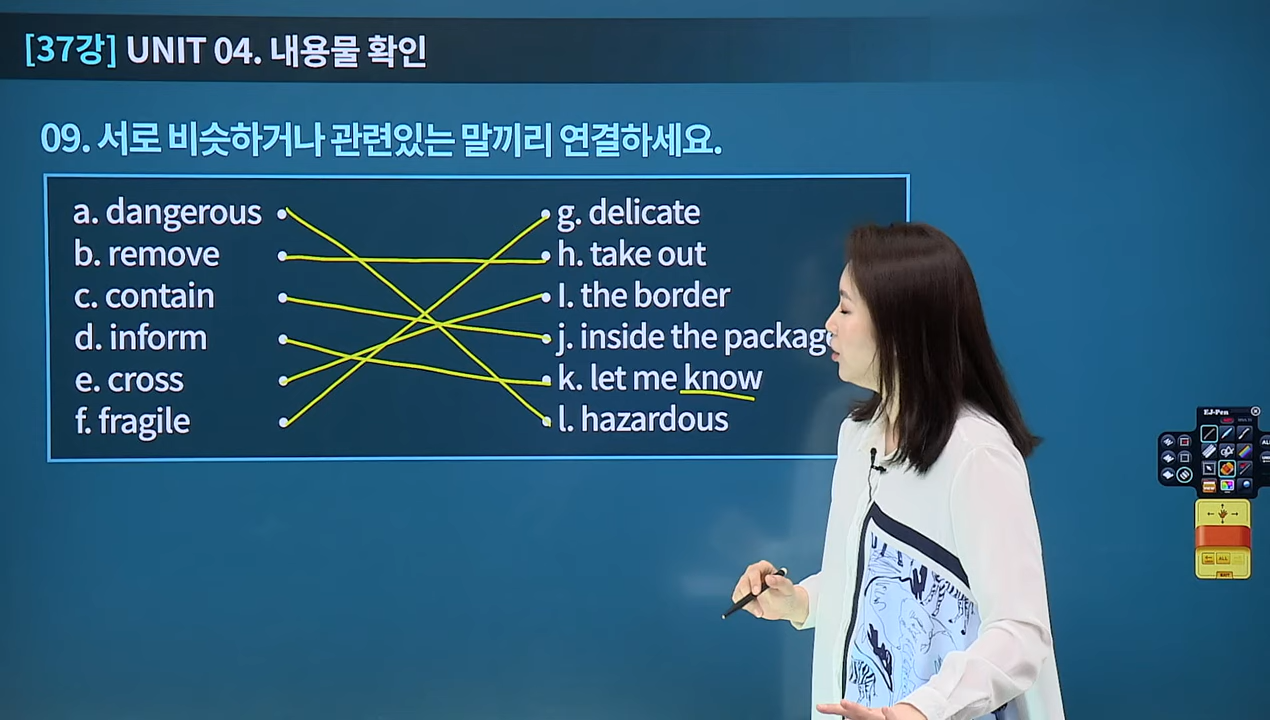 [37강] UNIT 04. 내용물 확인
09. 서로 비슷하거나 관련있는 말끼리 연결하세요.
a. dangerous
b. remove
c. contain
d. inform
e. cross
f. fragile
g. delicate
h. take out
I. the border
j. inside the package
k. let me know
l. hazardous
EJ-Pen